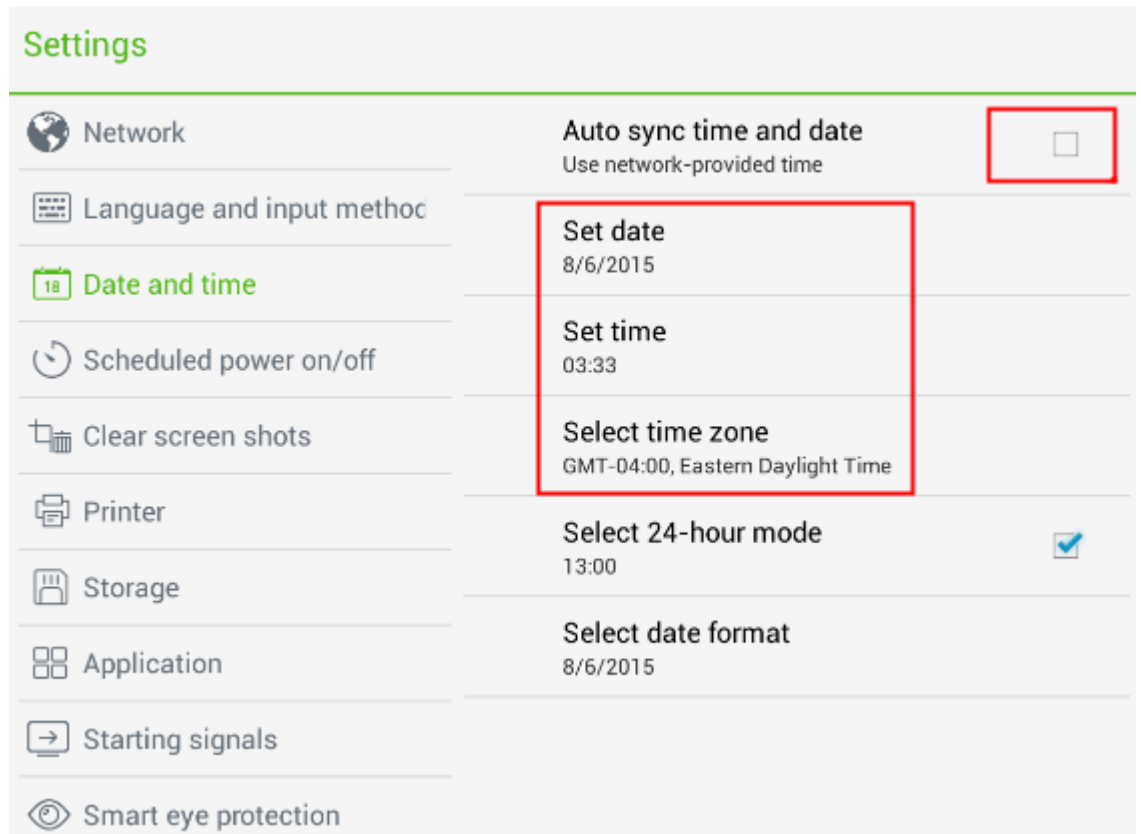 Settings
Network
Language and input method
18
Date and time
Scheduled power on/off
Clear screen shots
Printer
Storage
Application
Starting signals
Smart eye protection
Auto sync time and date
Use network-provided time
Set date
8/6/2015
Set time
03:33
Select time zone
GMT-04:00, Eastern Daylight Time
Select 24-hour mode
13:00
Select date format
8/6/2015